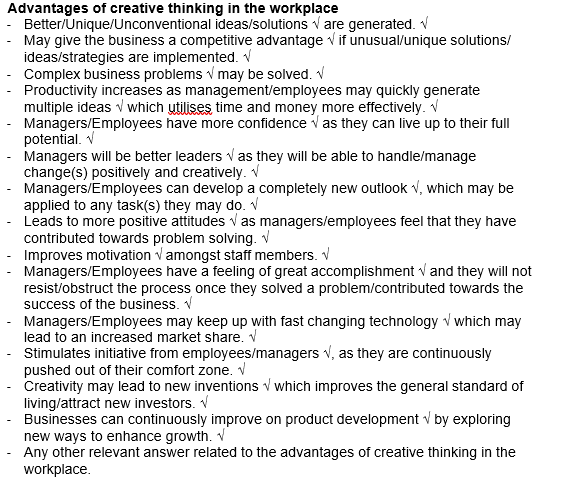 Advantages of creative thinking in the workplace
- Better/Unique/Unconventional ideas/solutions √ are generated. √
- May give the business a competitive advantage √ if unusual/unique solutions/
ideas/strategies are implemented. √
- Complex business problems √ may be solved. √
- Productivity increases as management/employees may quickly generate
multiple ideas √ which utilises time and money more effectively. √
- Managers/Employees have more confidence √ as they can live up to their full
potential. √
- Managers will be better leaders √ as they will be able to handle/manage
change(s) positively and creatively. √
- Managers/Employees can develop a completely new outlook √, which may be
applied to any task(s) they may do. √
- Leads to more positive attitudes √ as managers/employees feel that they have
contributed towards problem solving. √
- Improves motivation √ amongst staff members. √
- Managers/Employees have a feeling of great accomplishment √ and they will not
resist/obstruct the process once they solved a problem/contributed towards the
success of the business. √
- Managers/Employees may keep up with fast changing technology √ which may
lead to an increased market share. √
- Stimulates initiative from employees/managers √, as they are continuously
pushed out of their comfort zone. √
- Creativity may lead to new inventions √ which improves the general standard of
living/attract new investors. √
- Businesses can continuously improve on product development √ by exploring
new ways to enhance growth. √
- Any other relevant answer related to the advantages of creative thinking in the
workplace.